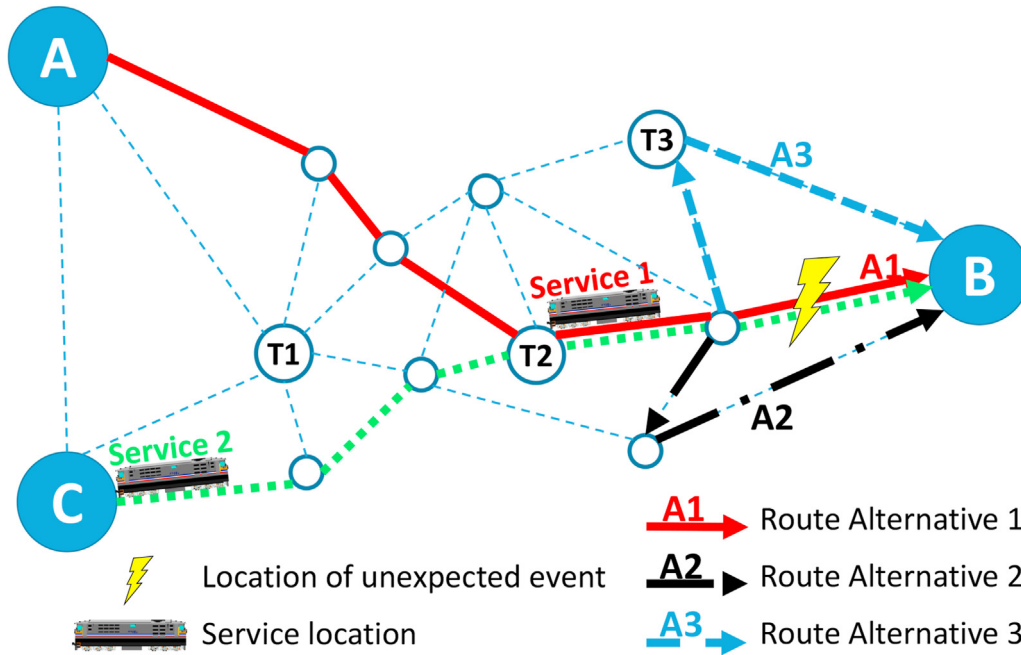 A
T3
A3
Service 1
A1
B
T1
T2
Service 2
A2
C
A1 Route Alternative 1
Location of unexpected event
A2 Route Alternative 2
Service location
A3 Route Alternative 3